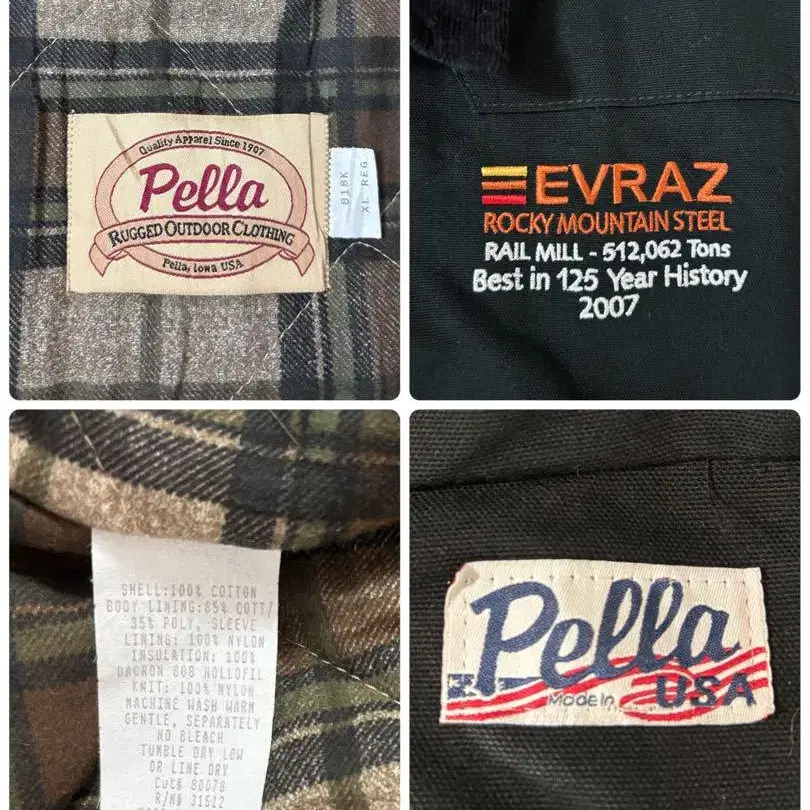 Quality Apparel Since 1907
Pella
RUGGED OUTDOOR CLOTHING
Pella, Iowa USA
818K
XL REG
EVRAZ
ROCKY MOUNTAIN STEEL
RAIL MILL - 512,062 Tons
Best in 125 Year History
2007
SHELL:100% COTTON
BODY LINING:65% COTT/
35% POLY, SLEEVE
LINING: 100% NYLON
INSULATION: 100%
DACRON 808 HOLLOFIL
KNIT: 100% NYLON
MACHINE WASH WARM
GENTLE, SEPARATELY
NO BLEACH
TUMBLE DRY LOW
OR LINE DRY
Cut# 80078
R/N# 31512
Pella
Made In
USA